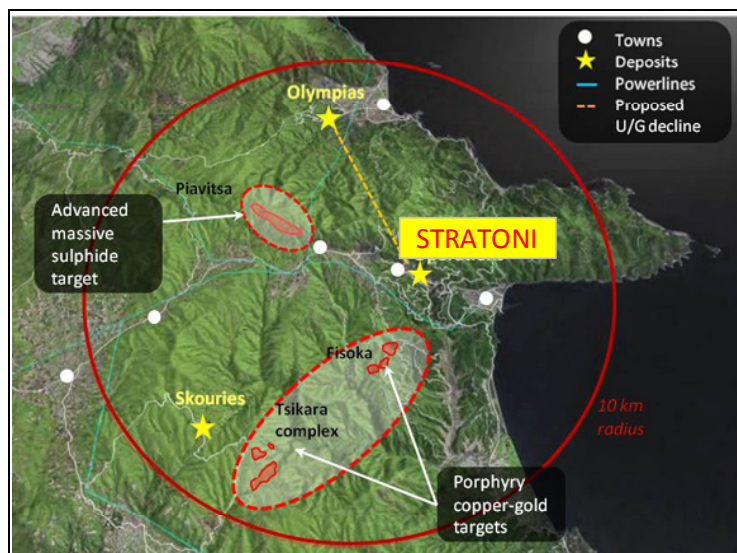 Towns
Deposits
Powerlines
Proposed
U/G decline
Olympias
Piavitsa
Advanced
massive
sulphide
target
STRATONI
Fisoka
Skouries
Tsikara
complex
10 km
radius
Porphyry
copper-gold
targets